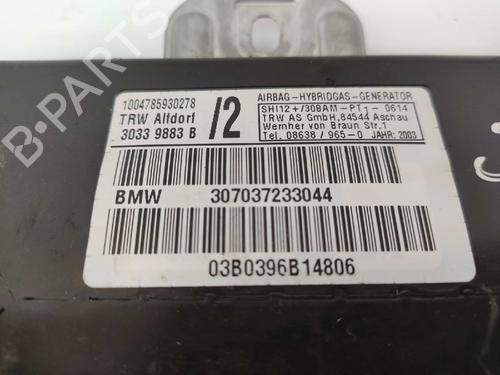 B-PARTS
1004785930278
TRW Alfdorf
3033 9883 B
/2
AIRBAG-HYBRIDGAS-GENERATOR
SHI12+/30BAM-PT1-0614
TRW AS GmbH,84544 Aschau
Wernher von Braun Str.1
Tel. 08638/965-0 JAHR: 2003
BMW 307037233044
03B0396B14806